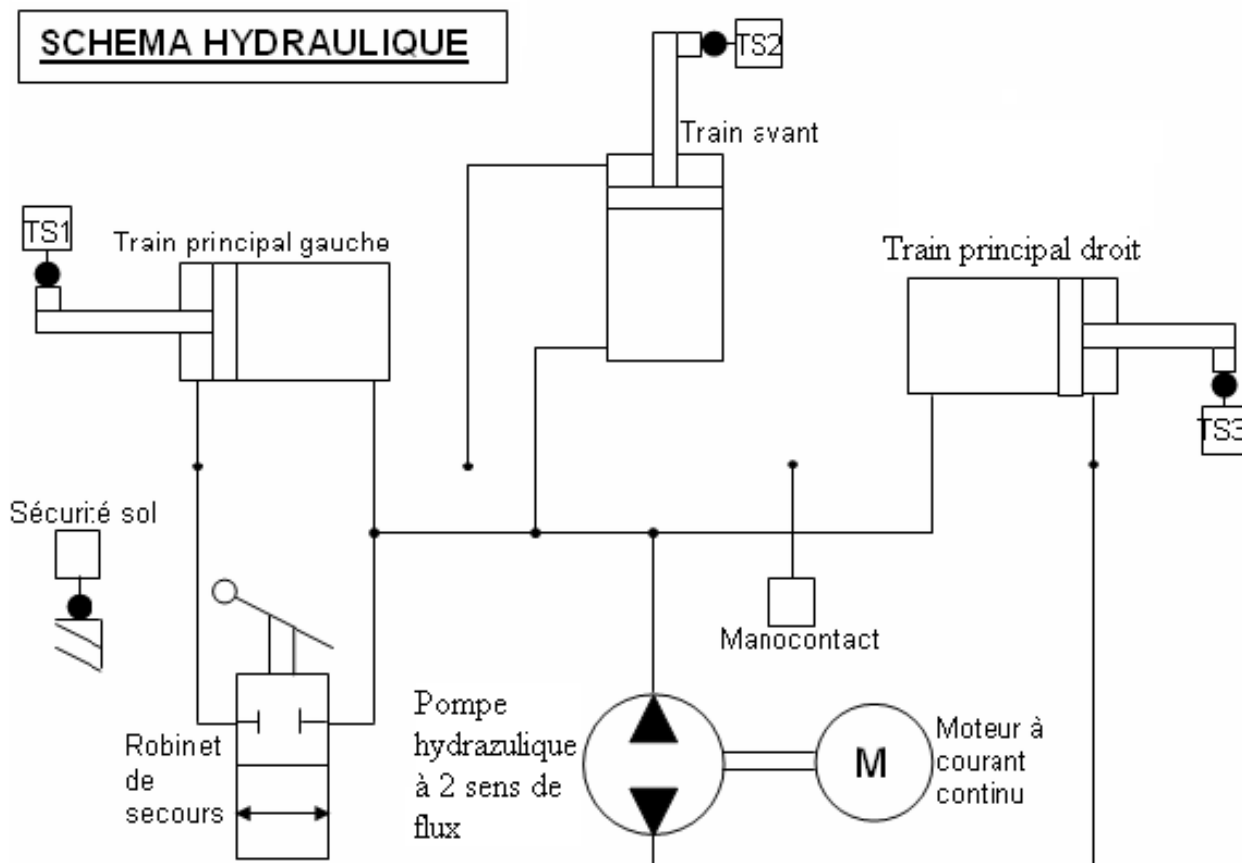 SCHEMA HYDRAULIQUE
TS2
Train avant
TS1
Train principal gauche
Train principal droit
TS3
Sécurité sol
Manocontact
Robinet
de
secours
Pompe
hydrazulique
à 2 sens de
flux
M
Moteur à
courant
continu